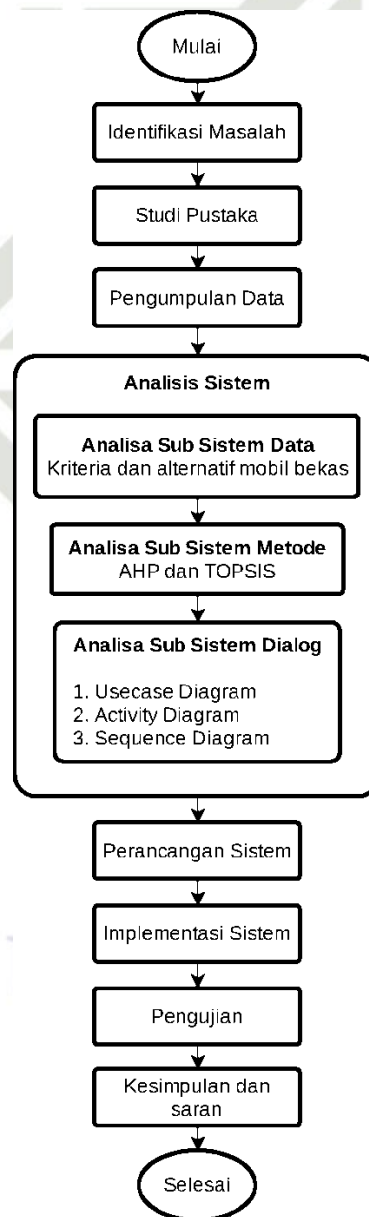 Mulai
Identifikasi Masalah
Studi Pustaka
Pengumpulan Data
Analisis Sistem
Analisa Sub Sistem Data
Kriteria dan alternatif mobil bekas
Analisa Sub Sistem Metode
AHP dan TOPSIS
Analisa Sub Sistem Dialog
1. Usecase Diagram
2. Activity Diagram
3. Sequence Diagram
Perancangan Sistem
Implementasi Sistem
Pengujian
Kesimpulan dan
saran
Selesai